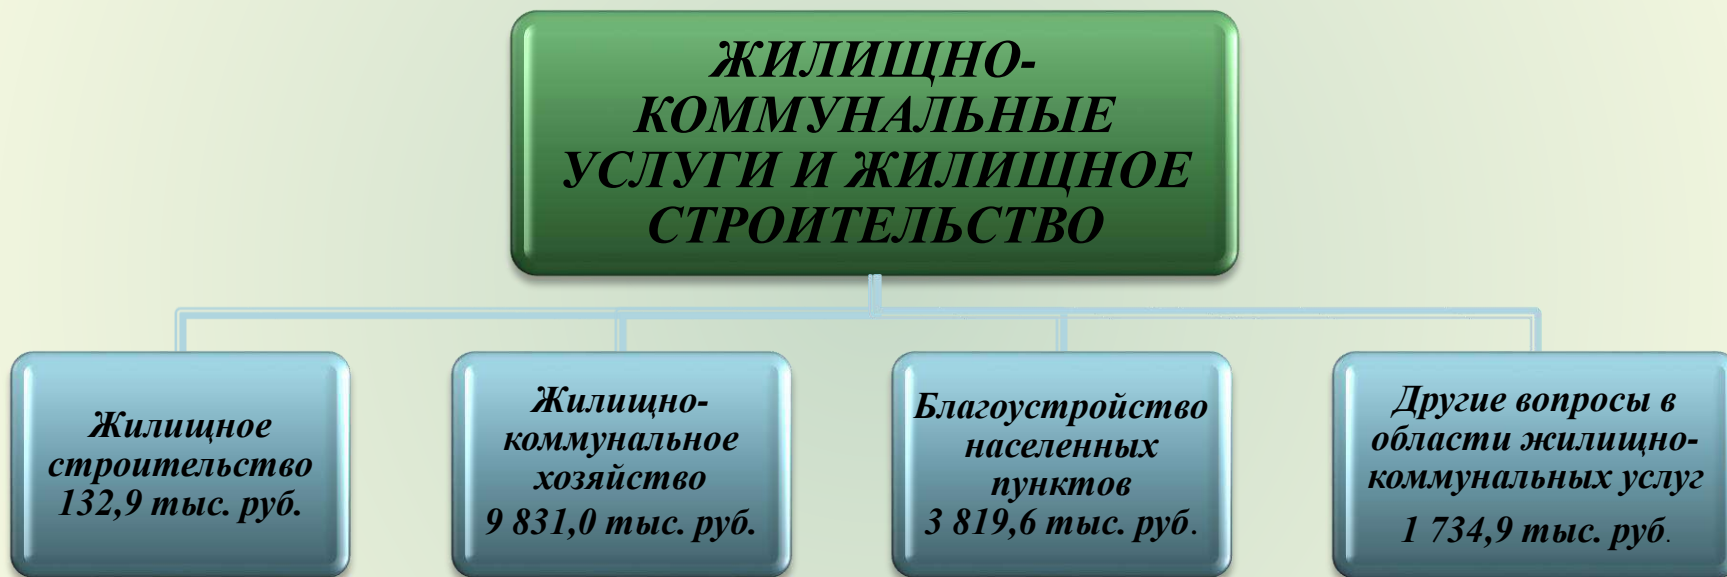 ЖИЛИЩНО-
КОММУНАЛЬНЫЕ
УСЛУГИ И ЖИЛИЩНОЕ
СТРОИТЕЛЬСТВО
Жилищное
строительство
132,9 тыс. руб.
Жилищно-
коммунальное
хозяйство
9 831,0 тыс. руб.
Благоустройство
населенных
пунктов
3 819,6 тыс. руб.
Другие вопросы в
области жилищно-
коммунальных услуг
1 734,9 тыс. руб.